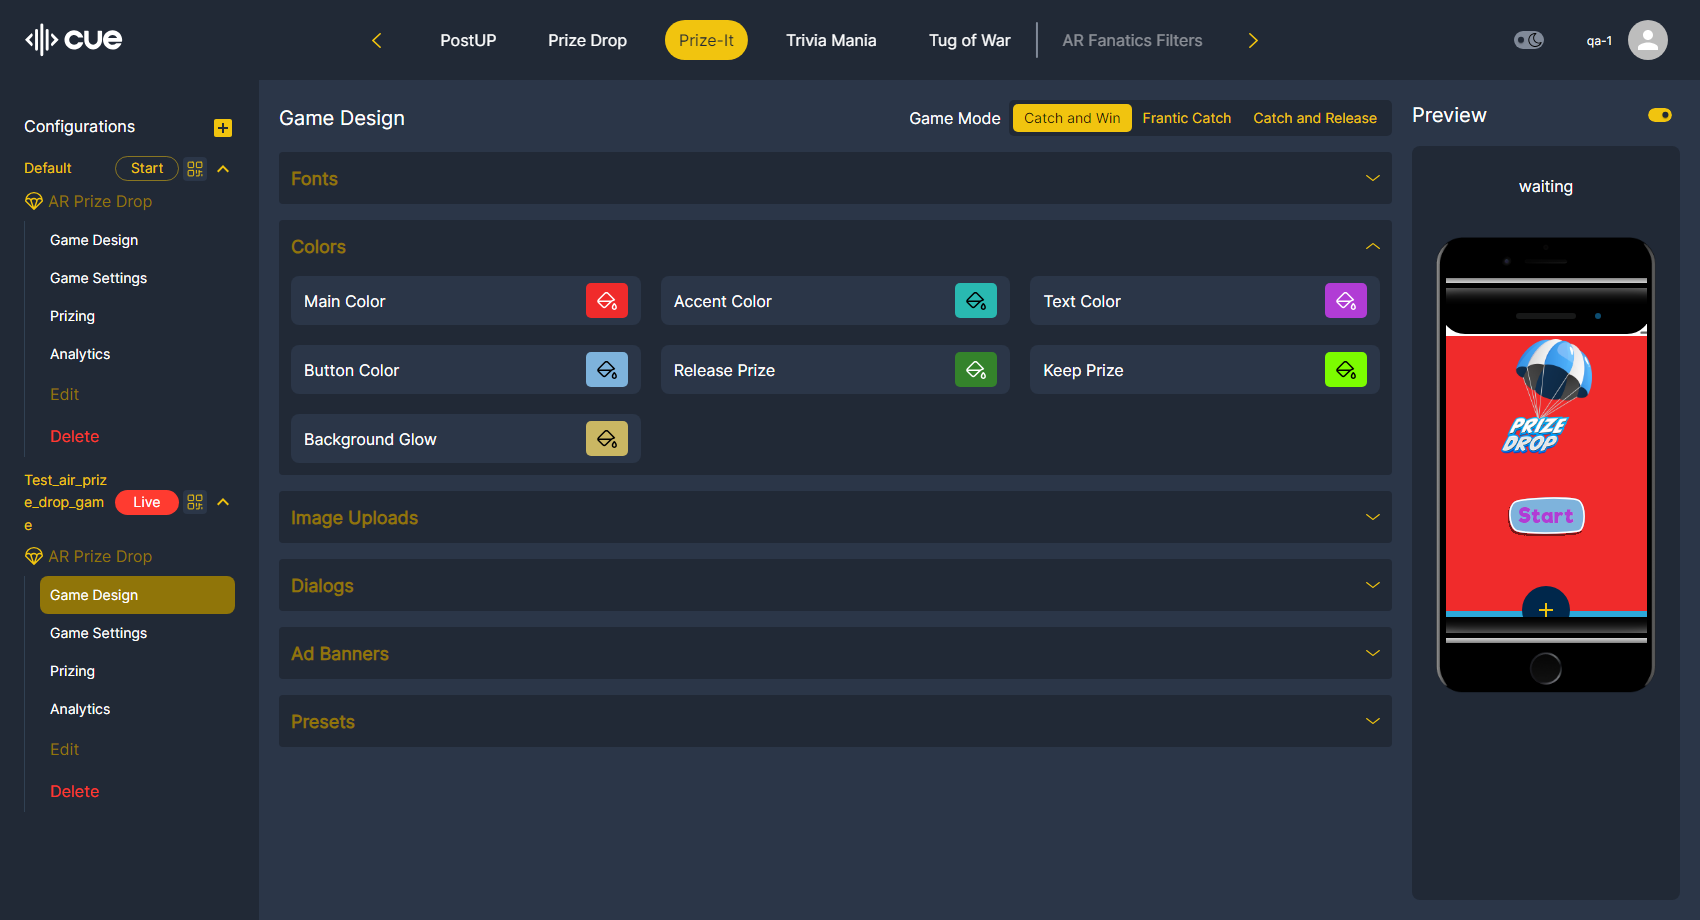 cue
PostUP
Prize Drop
Prize-It
Trivia Mania
Tug of War
AR Fanatics Filters
qa-1
Configurations
Default
Start
AR Prize Drop
Game Design
Game Settings
Prizing
Analytics
Edit
Delete
Test_air_priz
e_drop_gam
e
Live
AR Prize Drop
Game Design
Game Settings
Prizing
Analytics
Edit
Delete
Game Design
Game Mode
Catch and Win
Frantic Catch
Catch and Release
Fonts
Colors
Main Color
Accent Color
Text Color
Button Color
Release Prize
Keep Prize
Background Glow
Image Uploads
Dialogs
Ad Banners
Presets
Preview
waiting
PRIZE
DROP
Start